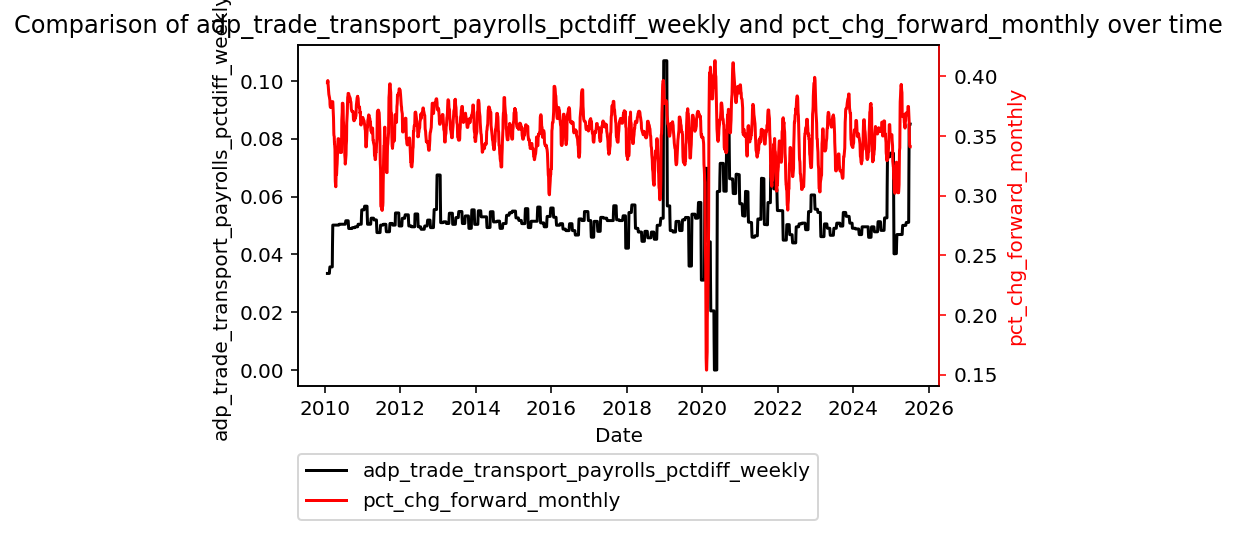 Comparison of adp_trade_transport_payrolls_pctdiff_weekly and pct_chg_forward_monthly over time
adp_trade_transport_payrolls_pctdiff_weekly
0.10
0.08
0.06
0.04
0.02
0.00
0.40
0.35
0.30
0.25
0.20
0.15
pct_chg_forward_monthly
2010 2012 2014 2016 2018 2020 2022 2024 2026
Date
adp_trade_transport_payrolls_pctdiff_weekly
pct_chg_forward_monthly